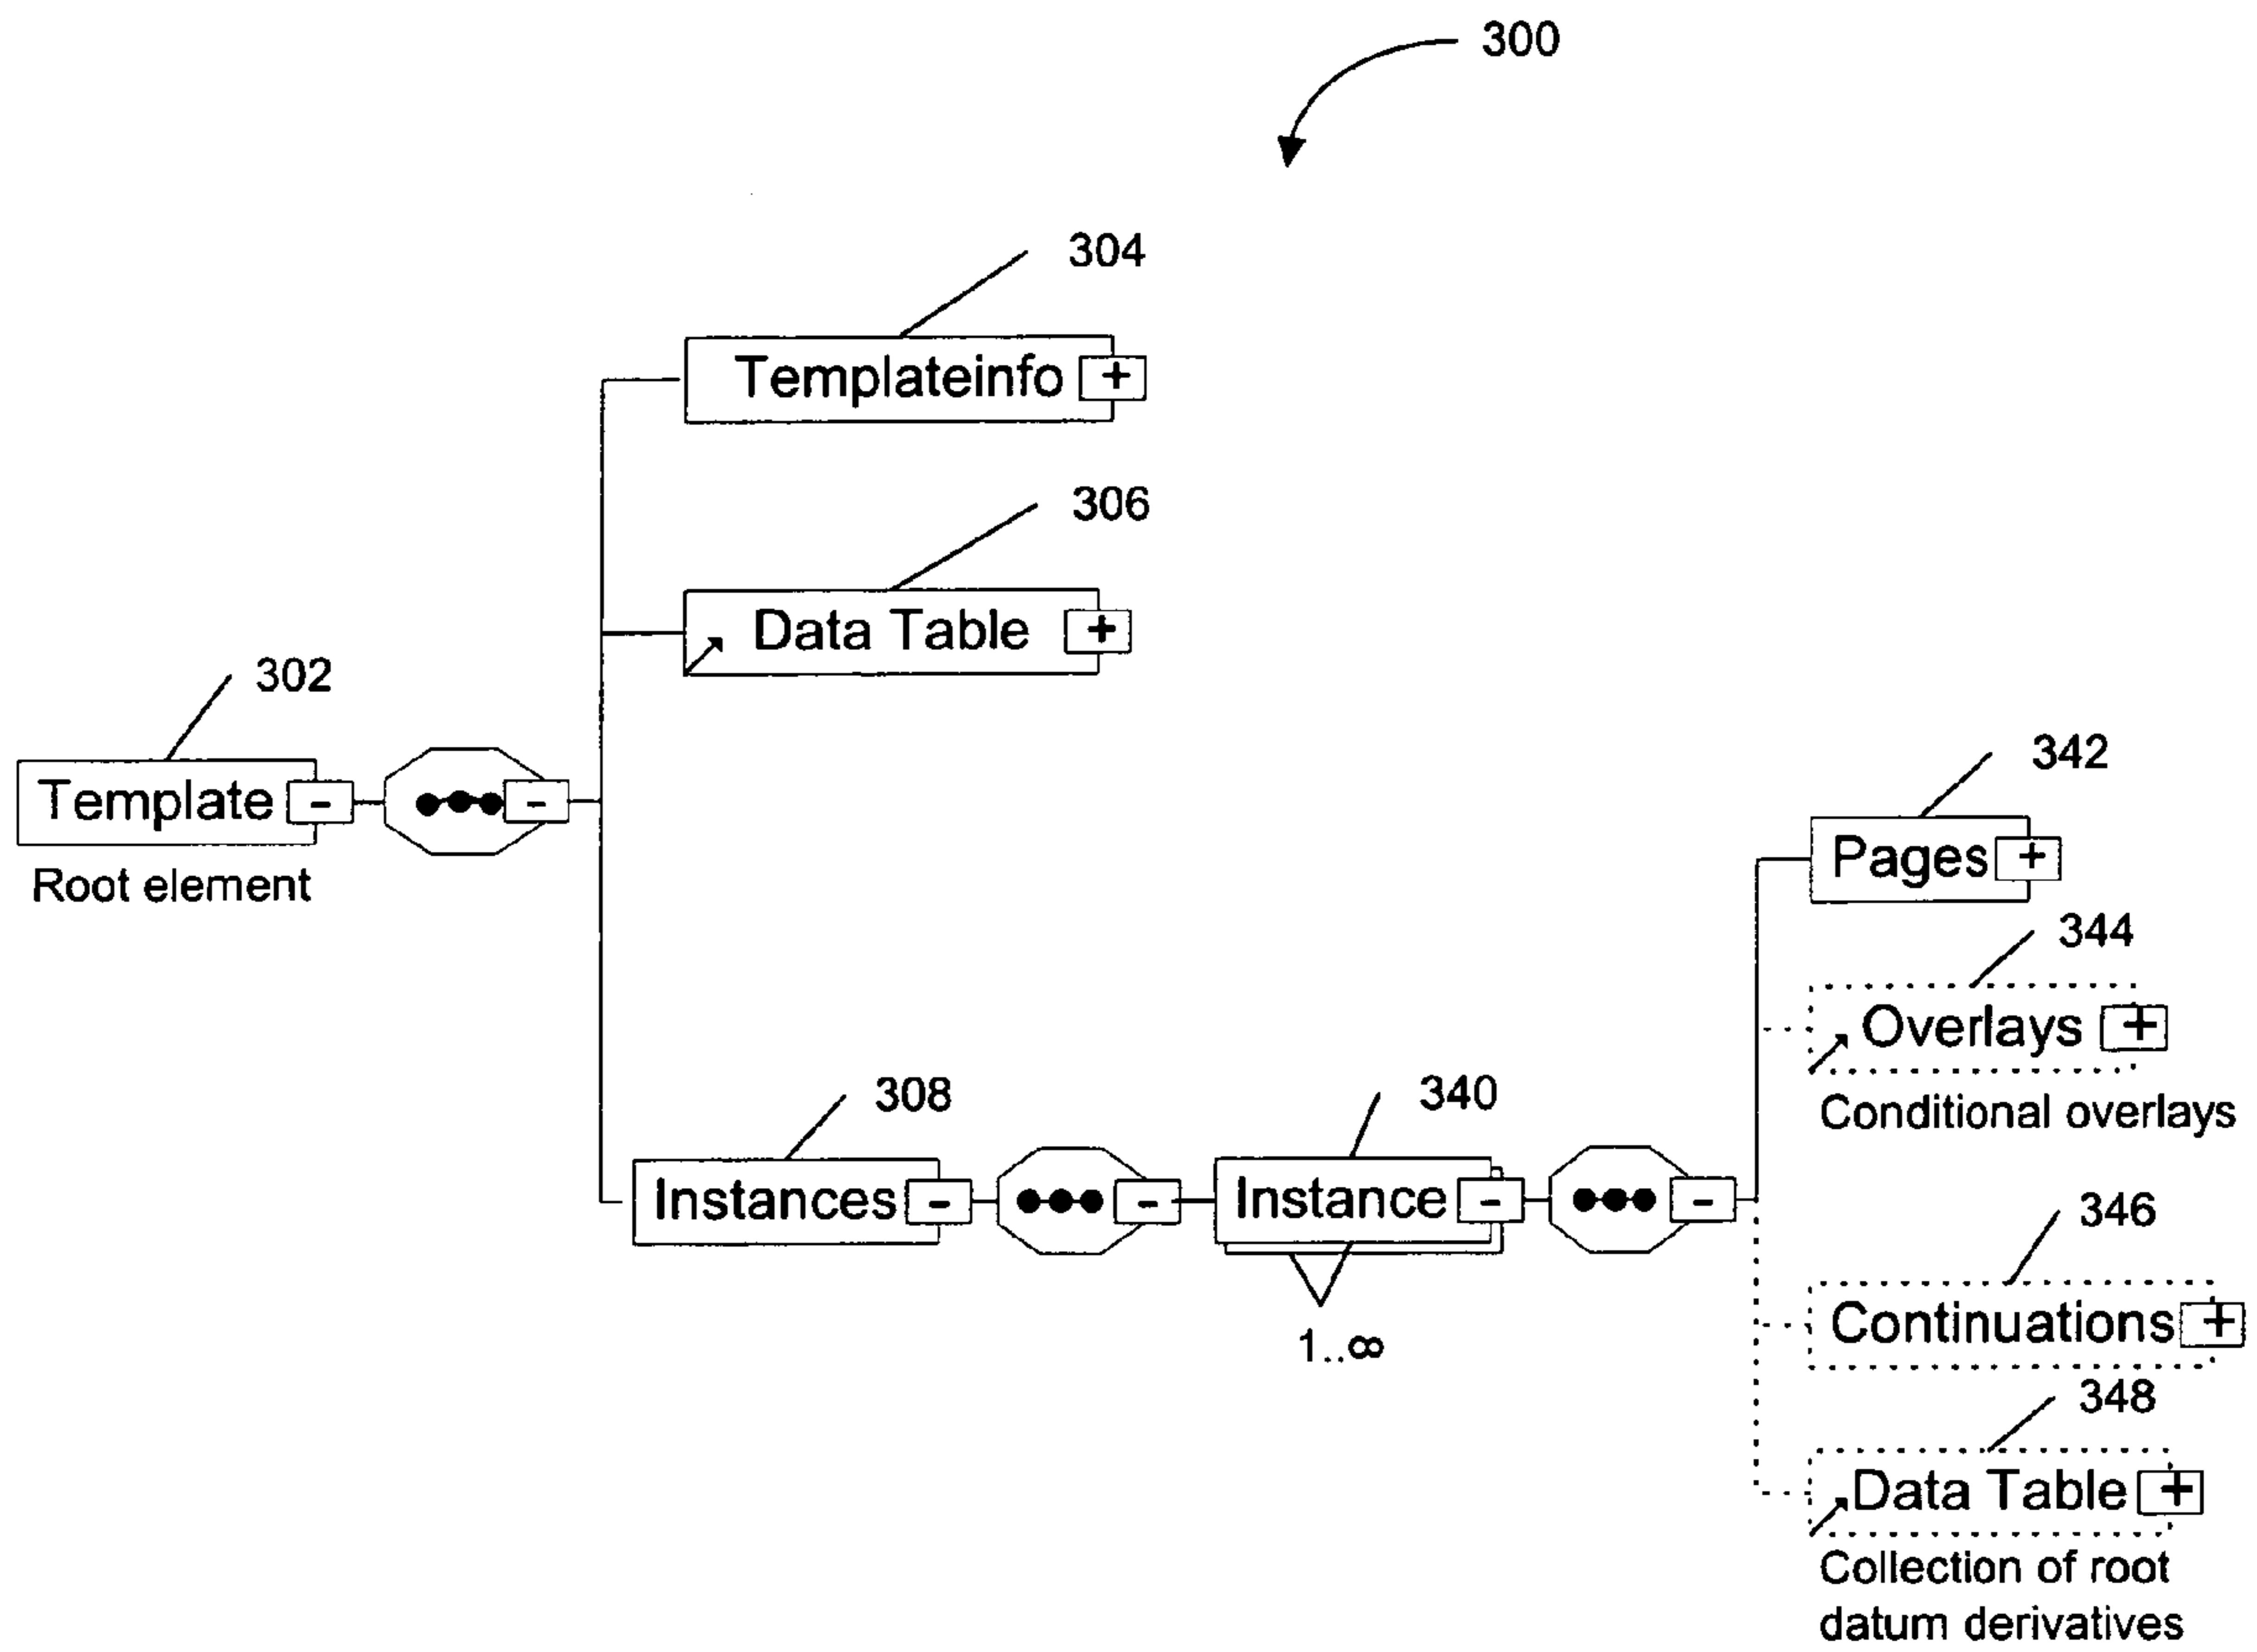 300
304
Templateinfo +
306
Data Table +
302
Template - -
Root element
342
Pages +
344
Overlays +
Conditional overlays
308
Instances - -
340
Instance - -
1..∞
346
Continuations +
348
Data Table +
Collection of root
datum derivatives